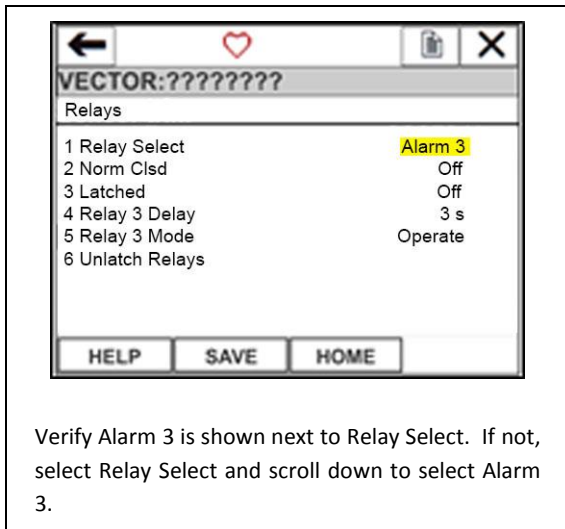 VECTOR:????????
Relays
1 Relay Select Alarm 3
2 Norm Clsd Off
3 Latched Off
4 Relay 3 Delay 3 s
5 Relay 3 Mode Operate
6 Unlatch Relays
HELP SAVE HOME
Verify Alarm 3 is shown next to Relay Select. If not,
select Relay Select and scroll down to select Alarm
3.